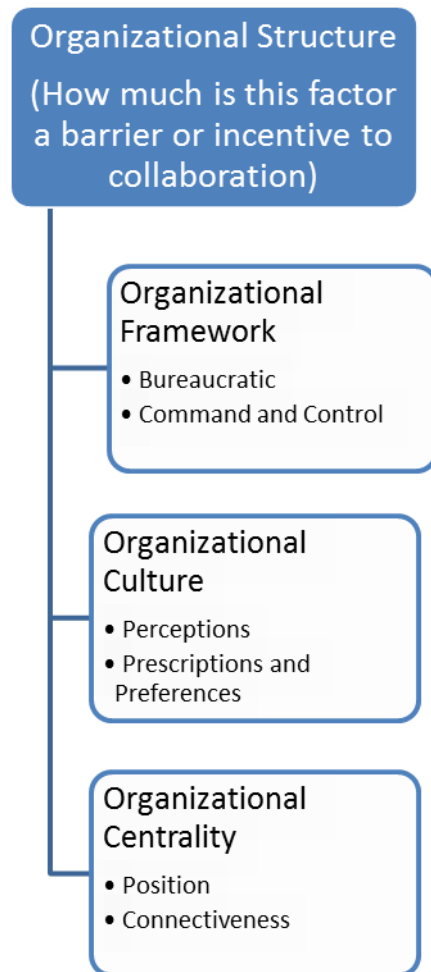 Organizational Structure
(How much is this factor
a barrier or incentive to
collaboration)
Organizational
Framework
• Bureaucratic
• Command and Control
Organizational
Culture
• Perceptions
• Prescriptions and
Preferences
Organizational
Centrality
• Position
• Connectiveness